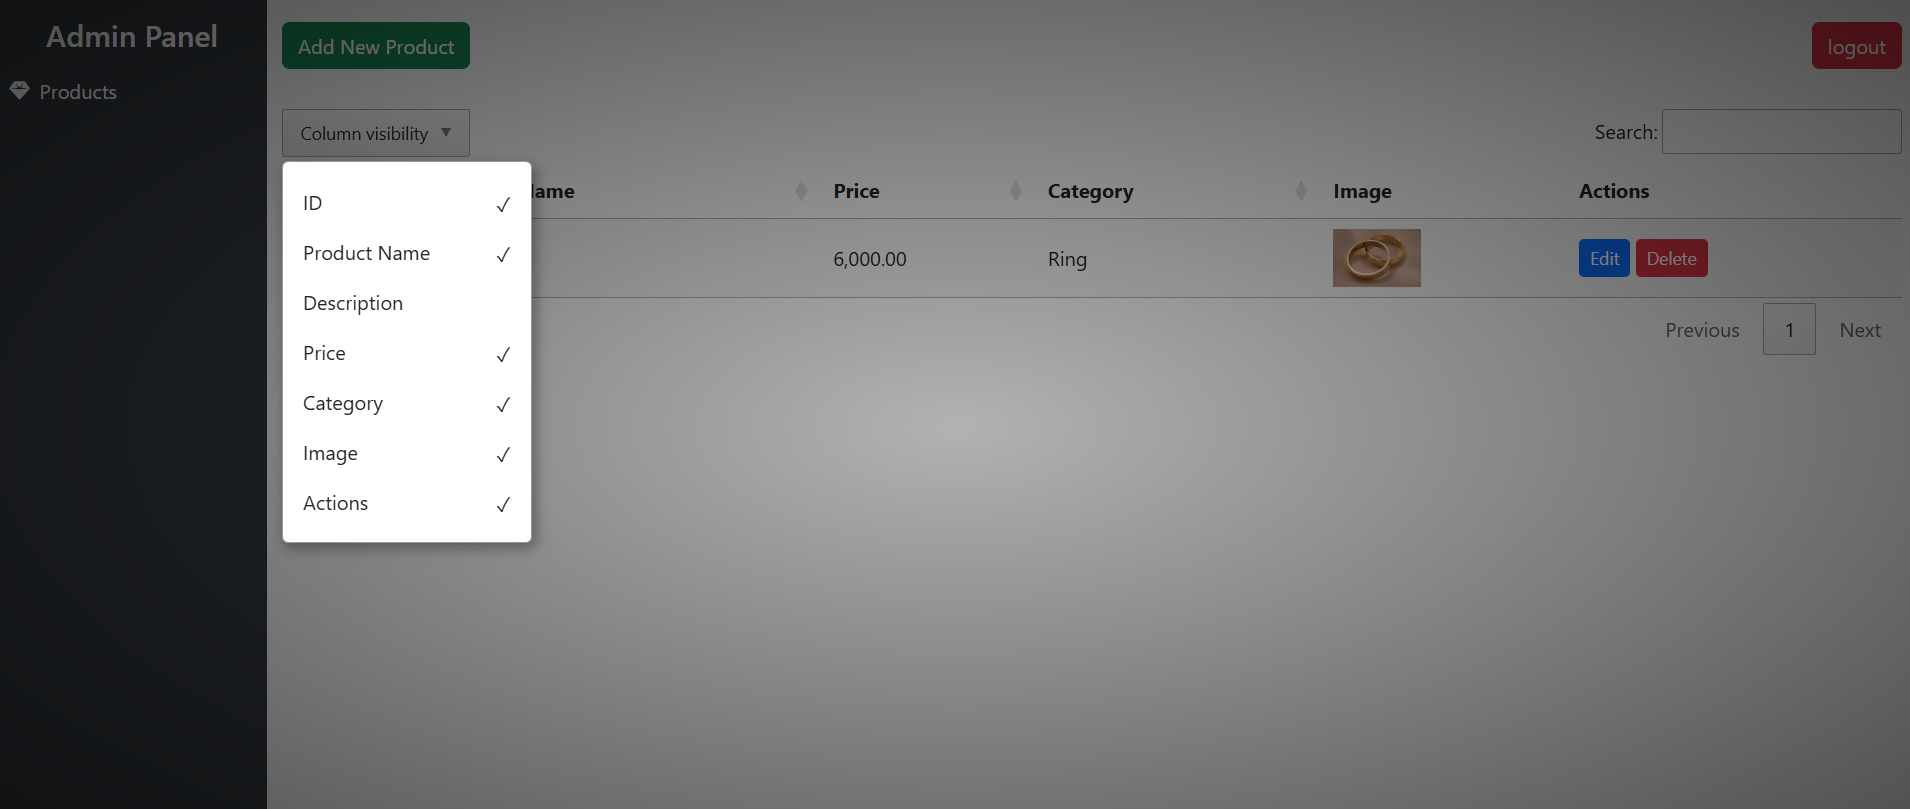 Admin Panel
Products
Add New Product
logout
Column visibility ▼
Search:
ID ✓
Product Name ✓
Description
Price ✓
Category ✓
Image ✓
Actions ✓
Price Category Image Actions
6,000.00 Ring Edit Delete
Previous 1 Next